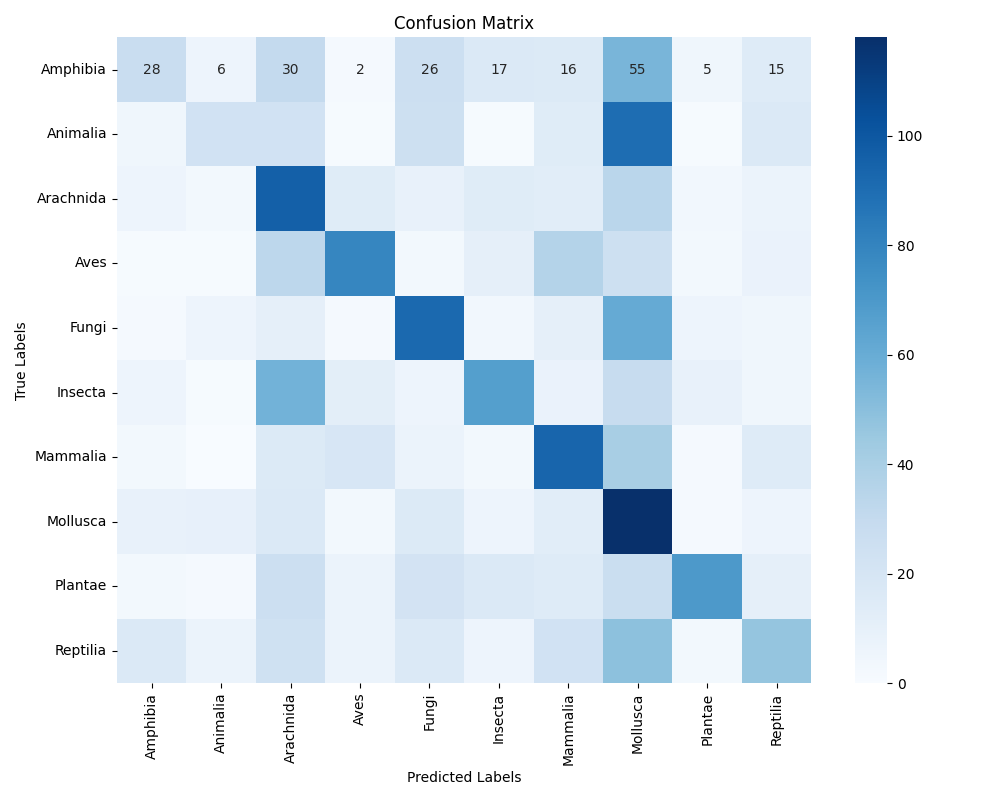 Confusion Matrix
Amphibia 28 6 30 2 26 17 16 55 5 15
Animalia
Arachnida
Aves
Fungi
Insecta
Mammalia
Mollusca
Plantae
Reptilia
True Labels
Amphibia Animalia Arachnida Aves Fungi Insecta Mammalia Mollusca Plantae Reptilia
Predicted Labels
100
80
60
40
20
0